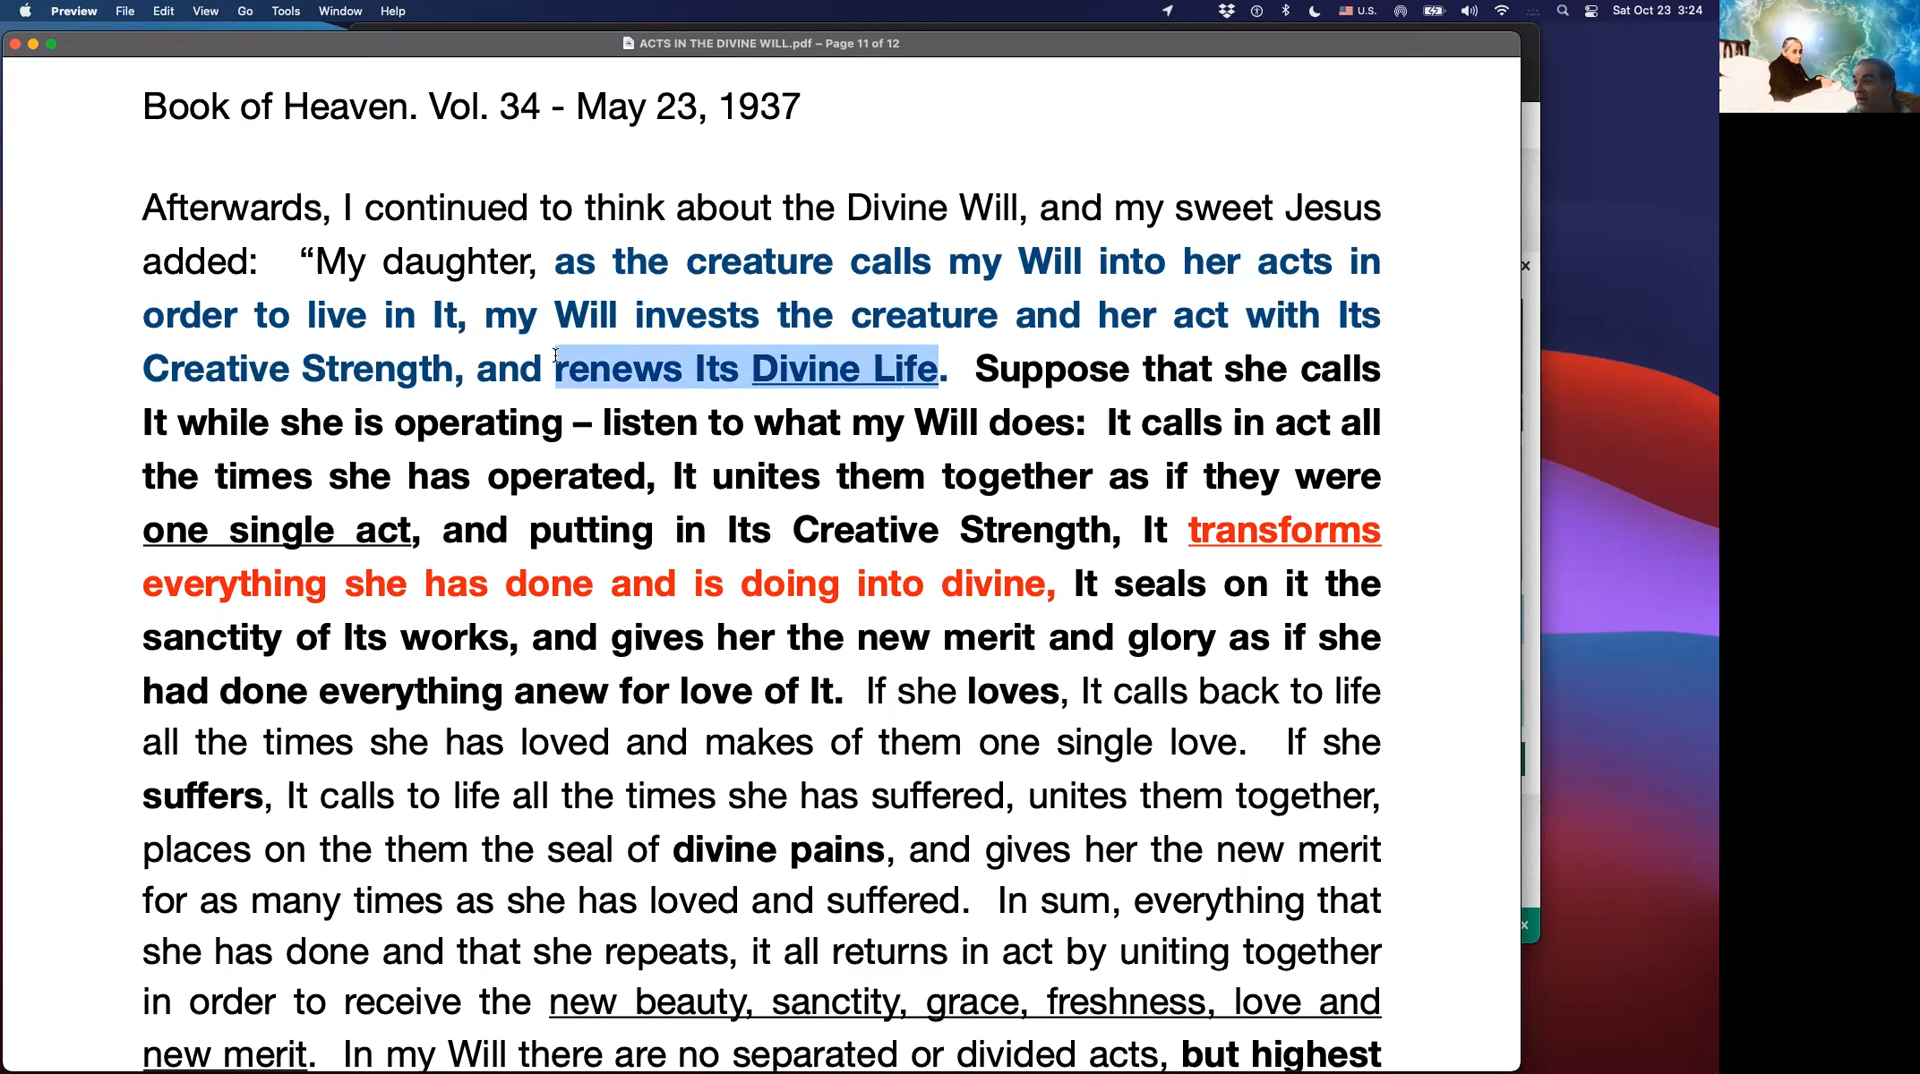 Preview File Edit View Go Tools Window Help U.S. Sat Oct 23 3:24
ACTS IN THE DIVINE WILL.pdf – Page 11 of 12
Book of Heaven. Vol. 34 - May 23, 1937
Afterwards, I continued to think about the Divine Will, and my sweet Jesus
added: “My daughter, as the creature calls my Will into her acts in
order to live in It, my Will invests the creature and her act with Its
Creative Strength, and renews Its Divine Life. Suppose that she calls
It while she is operating – listen to what my Will does: It calls in act all
the times she has operated, It unites them together as if they were
one single act, and putting in Its Creative Strength, It transforms
everything she has done and is doing into divine, It seals on it the
sanctity of Its works, and gives her the new merit and glory as if she
had done everything anew for love of It. If she loves, It calls back to life
all the times she has loved and makes of them one single love. If she
suffers, It calls to life all the times she has suffered, unites them together,
places on the them the seal of divine pains, and gives her the new merit
for as many times as she has loved and suffered. In sum, everything that
she has done and that she repeats, it all returns in act by uniting together
in order to receive the new beauty, sanctity, grace, freshness, love and
new merit. In my Will there are no separated or divided acts, but highest